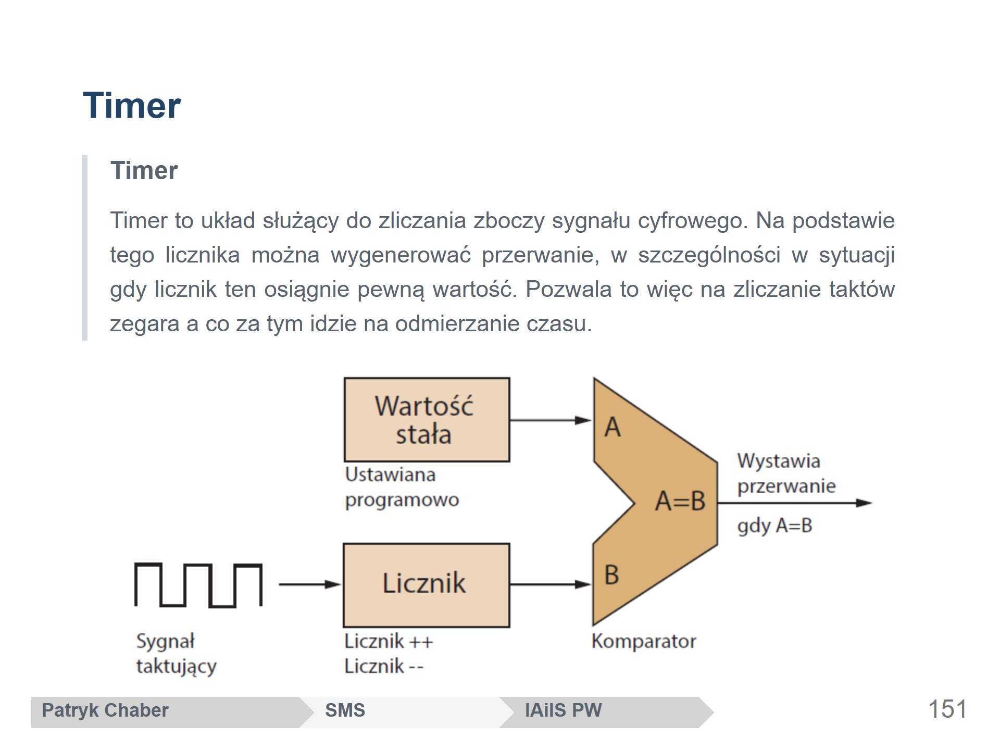 Timer
Timer
Timer to układ służący do zliczania zboczy sygnału cyfrowego. Na podstawie
tego licznika można wygenerować przerwanie, w szczególności w sytuacji
gdy licznik ten osiągnie pewną wartość. Pozwala to więc na zliczanie taktów
zegara a co za tym idzie na odmierzanie czasu.
Wartość
stała
Ustawiana
programowo
A
A=B
Wystawia
przerwanie
gdy A=B
Licznik
B
Sygnał
taktujący
Licznik ++
Licznik --
Komparator
Patryk Chaber
SMS
IAiIS PW
151